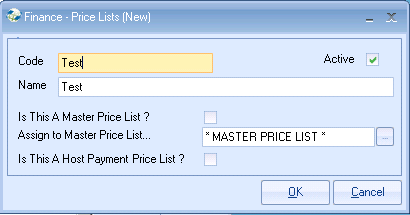 Finance - Price Lists (New)
Code Test Active
Name Test
Is This A Master Price List ?
Assign to Master Price List... * MASTER PRICE LIST * ...
Is This A Host Payment Price List ?
OK Cancel